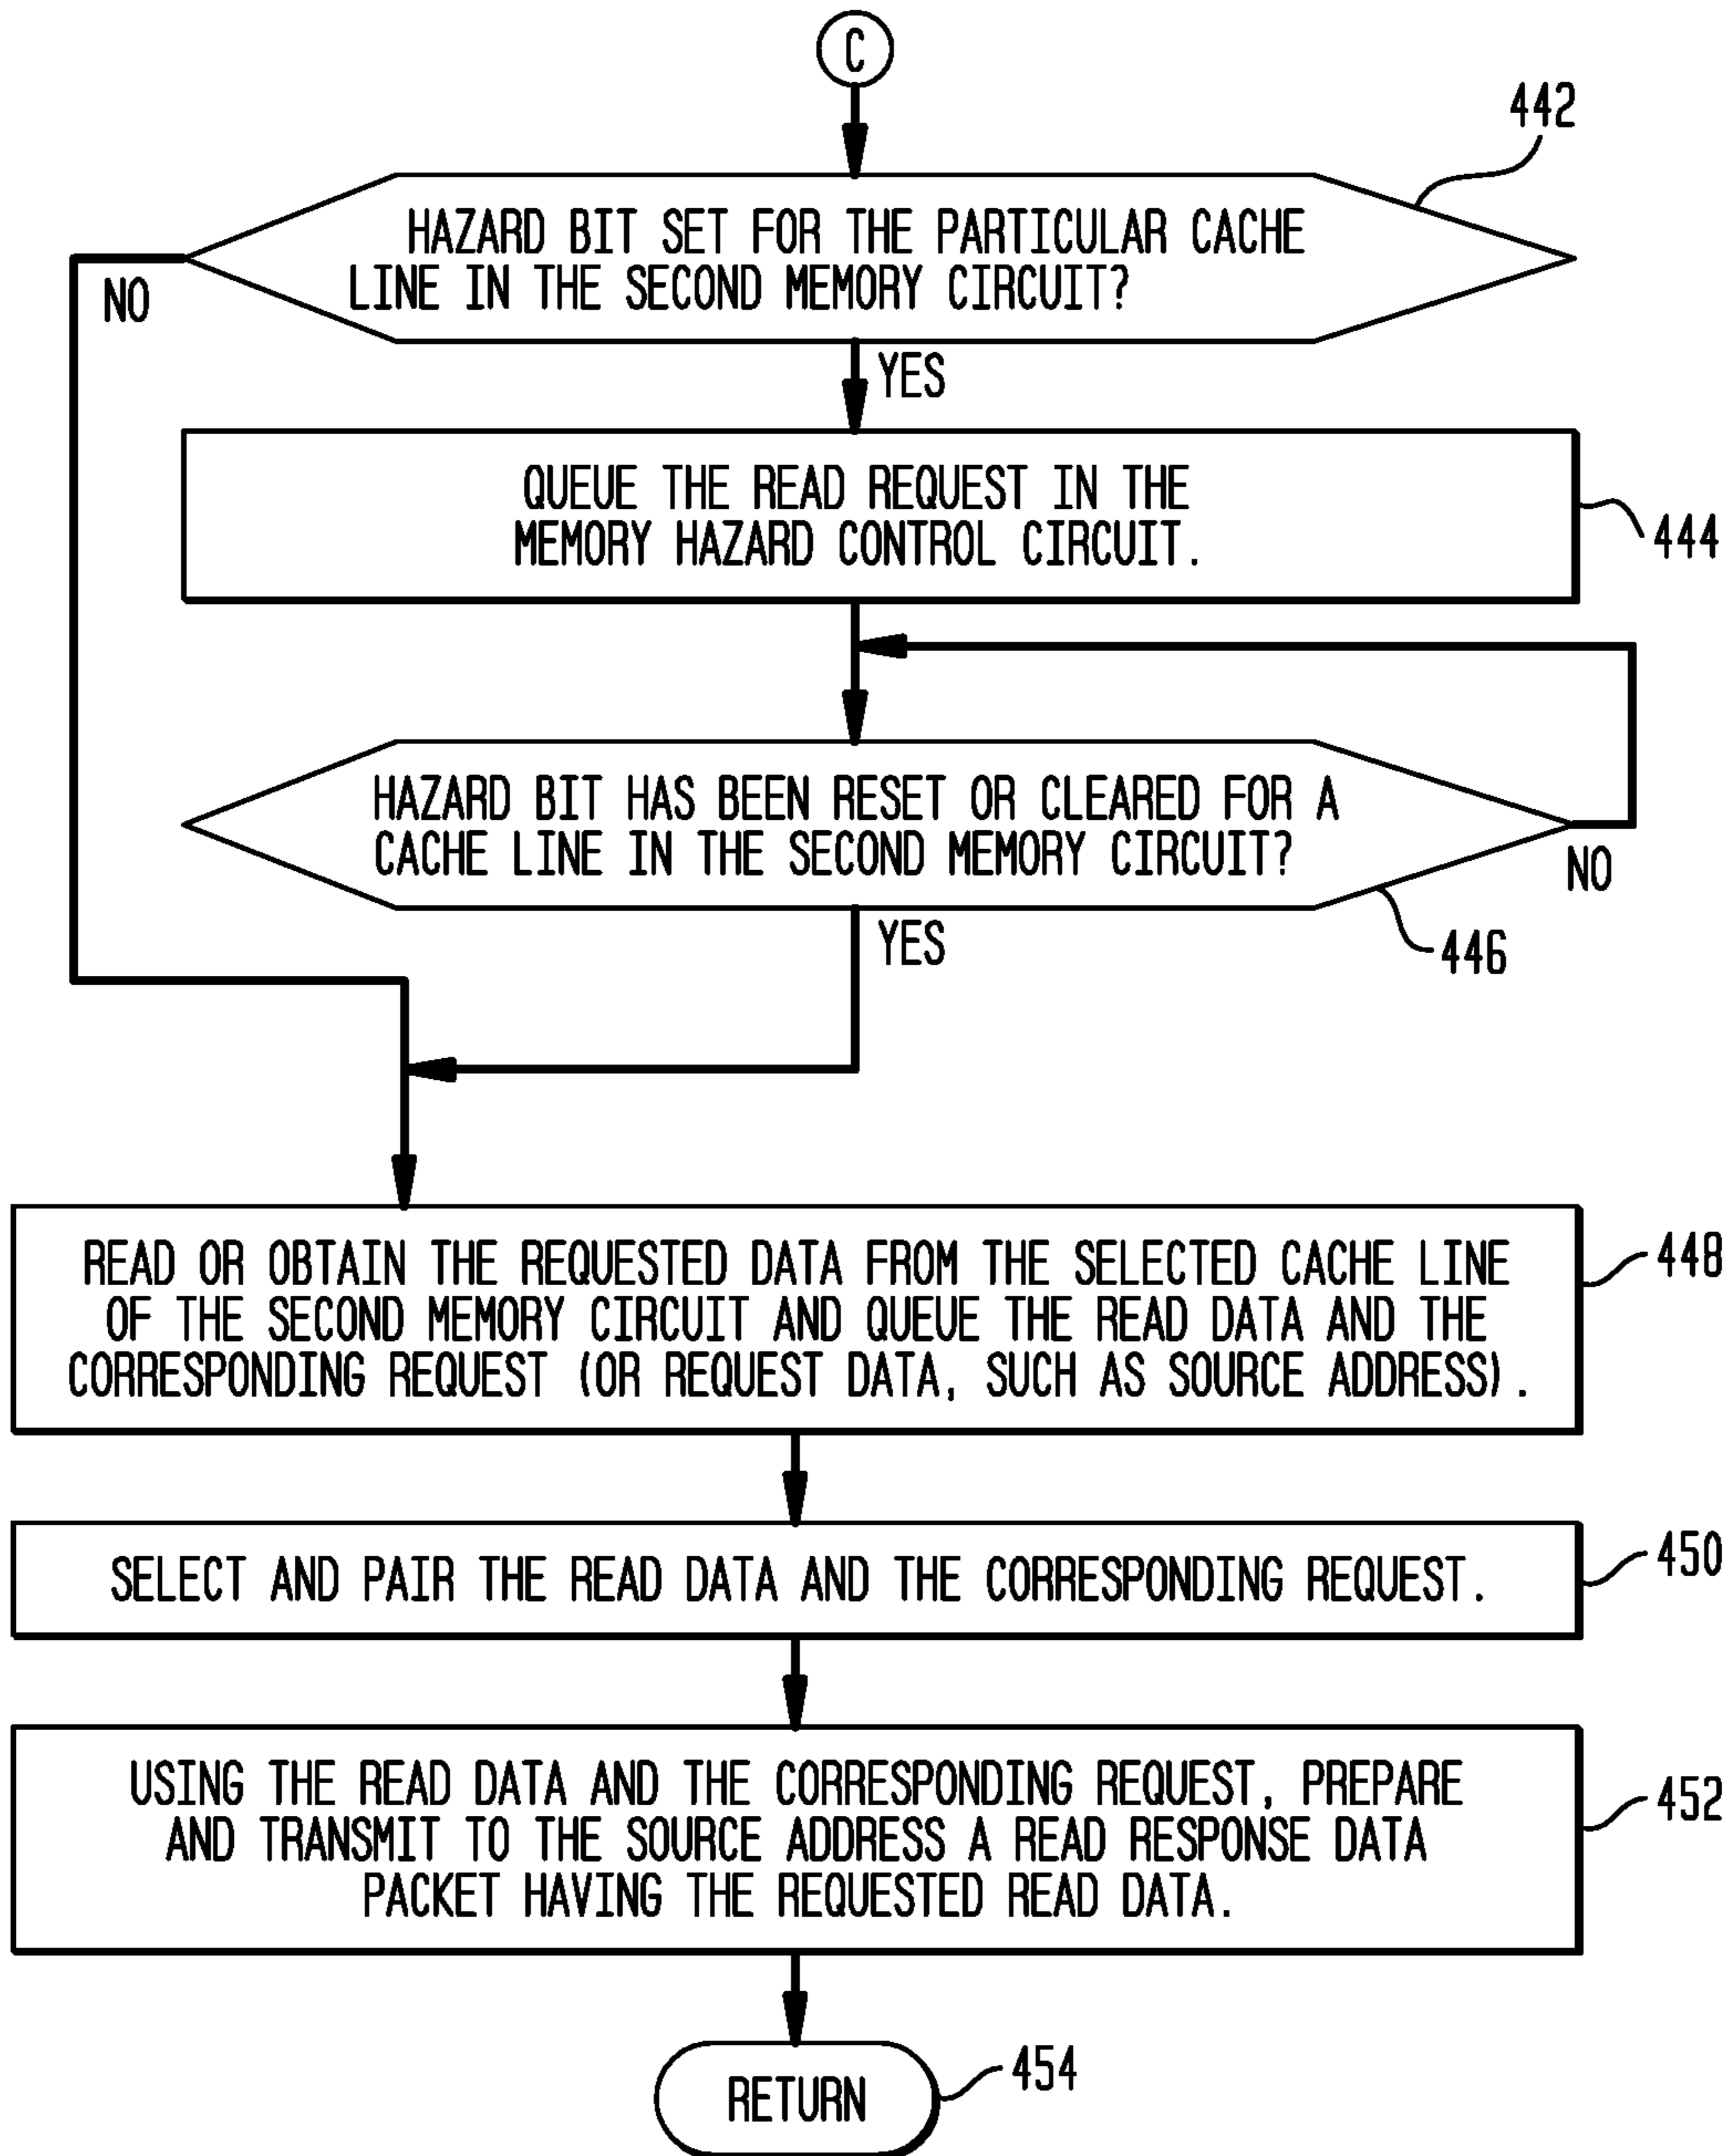 C
442
HAZARD BIT SET FOR THE PARTICULAR CACHE
LINE IN THE SECOND MEMORY CIRCUIT?
NO
YES
QUEUE THE READ REQUEST IN THE
MEMORY HAZARD CONTROL CIRCUIT.
444
HAZARD BIT HAS BEEN RESET OR CLEARED FOR A
CACHE LINE IN THE SECOND MEMORY CIRCUIT?
NO
YES
446
READ OR OBTAIN THE REQUESTED DATA FROM THE SELECTED CACHE LINE
OF THE SECOND MEMORY CIRCUIT AND QUEUE THE READ DATA AND THE
CORRESPONDING REQUEST (OR REQUEST DATA, SUCH AS SOURCE ADDRESS).
448
SELECT AND PAIR THE READ DATA AND THE CORRESPONDING REQUEST.
450
USING THE READ DATA AND THE CORRESPONDING REQUEST, PREPARE
AND TRANSMIT TO THE SOURCE ADDRESS A READ RESPONSE DATA
PACKET HAVING THE REQUESTED READ DATA.
452
RETURN
454